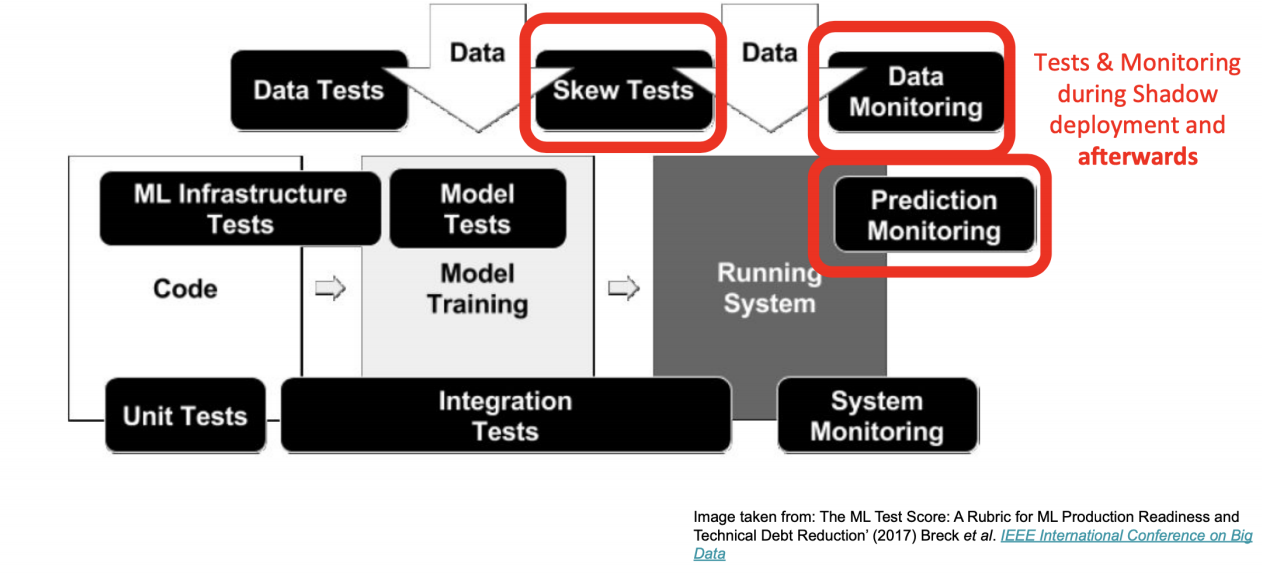 Data
Data
Data Tests
Skew Tests
Data
Monitoring
Tests & Monitoring
during Shadow
deployment and
afterwards
ML Infrastructure
Tests
Model
Tests
Prediction
Monitoring
Code
Model
Training
Running
System
Unit Tests
Integration
Tests
System
Monitoring
Image taken from: The ML Test Score: A Rubric for ML Production Readiness and
Technical Debt Reduction’ (2017) Breck et al. IEEE International Conference on Big
Data